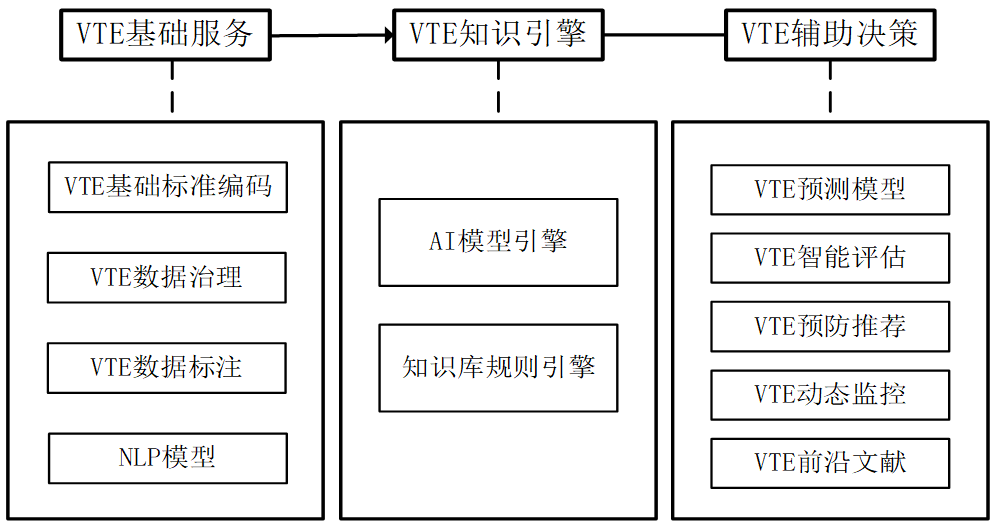 VTE基础服务
VTE知识引擎
VTE辅助决策
VTE基础标准编码
VTE数据治理
VTE数据标注
NLP模型
AI模型引擎
知识库规则引擎
VTE预测模型
VTE智能评估
VTE预防推荐
VTE动态监控
VTE前沿文献